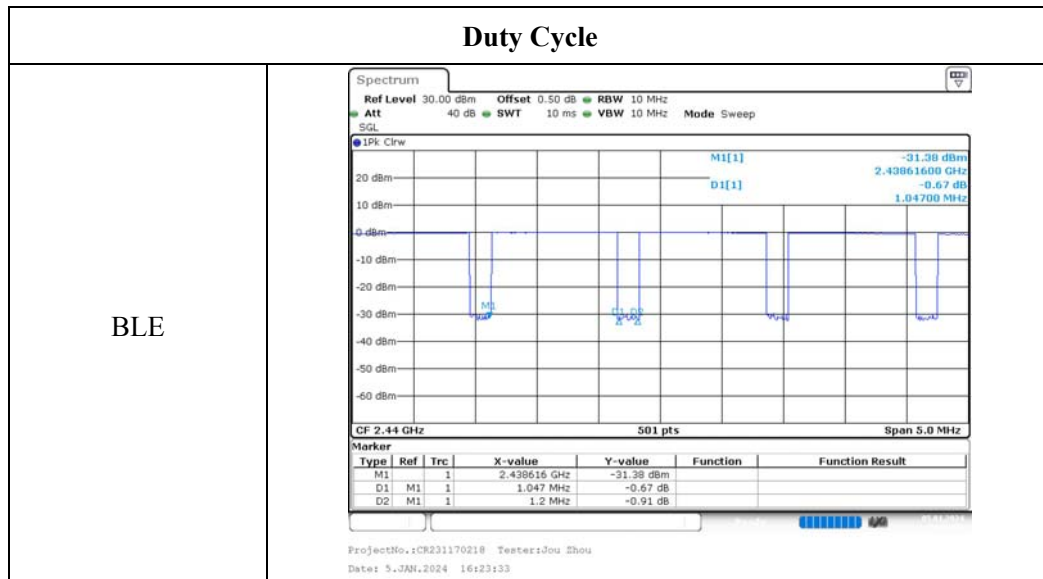 Duty Cycle
BLE
Spectrum
Ref Level 30.00 dBm Offset 0.50 dB RBW 10 MHz
Att 40 dB SWT 10 ms VBW 10 MHz Mode Sweep
SGL
1Pk Clrw
M1[1] -31.38 dBm
2.43861600 GHz
D1[1] -0.67 dB
1.04700 MHz
20 dBm
10 dBm
0 dBm
-10 dBm
-20 dBm
-30 dBm
-40 dBm
-50 dBm
-60 dBm
M1
D1 D2
CF 2.44 GHz 501 pts Span 5.0 MHz
Marker
Type Ref Trc X-value Y-value Function Function Result
M1 1 2.438616 GHz -31.38 dBm
D1 M1 1 1.047 MHz -0.67 dB
D2 M1 1 1.2 MHz -0.91 dB
ProjectNo.:CR231170218 Tester:Jou Zhou
Date: 5.JAN.2024 16:23:33